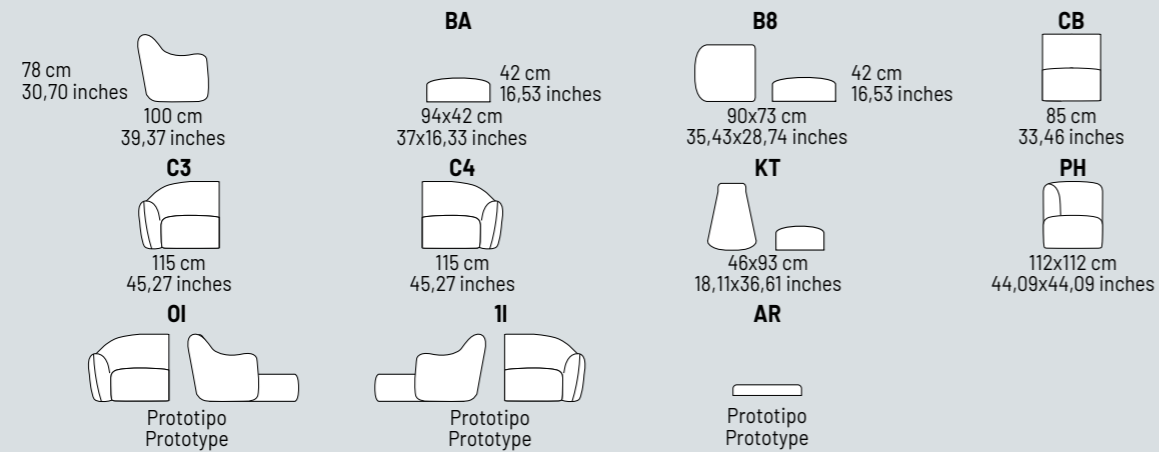 78 cm
30,70 inches
100 cm
39,37 inches
BA
42 cm
16,53 inches
94x42 cm
37x16,33 inches
B8
42 cm
16,53 inches
90x73 cm
35,43x28,74 inches
CB
85 cm
33,46 inches
C3
115 cm
45,27 inches
C4
115 cm
45,27 inches
KT
46x93 cm
18,11x36,61 inches
PH
112x112 cm
44,09x44,09 inches
0I
Prototipo
Prototype
1I
Prototipo
Prototype
AR
Prototipo
Prototype